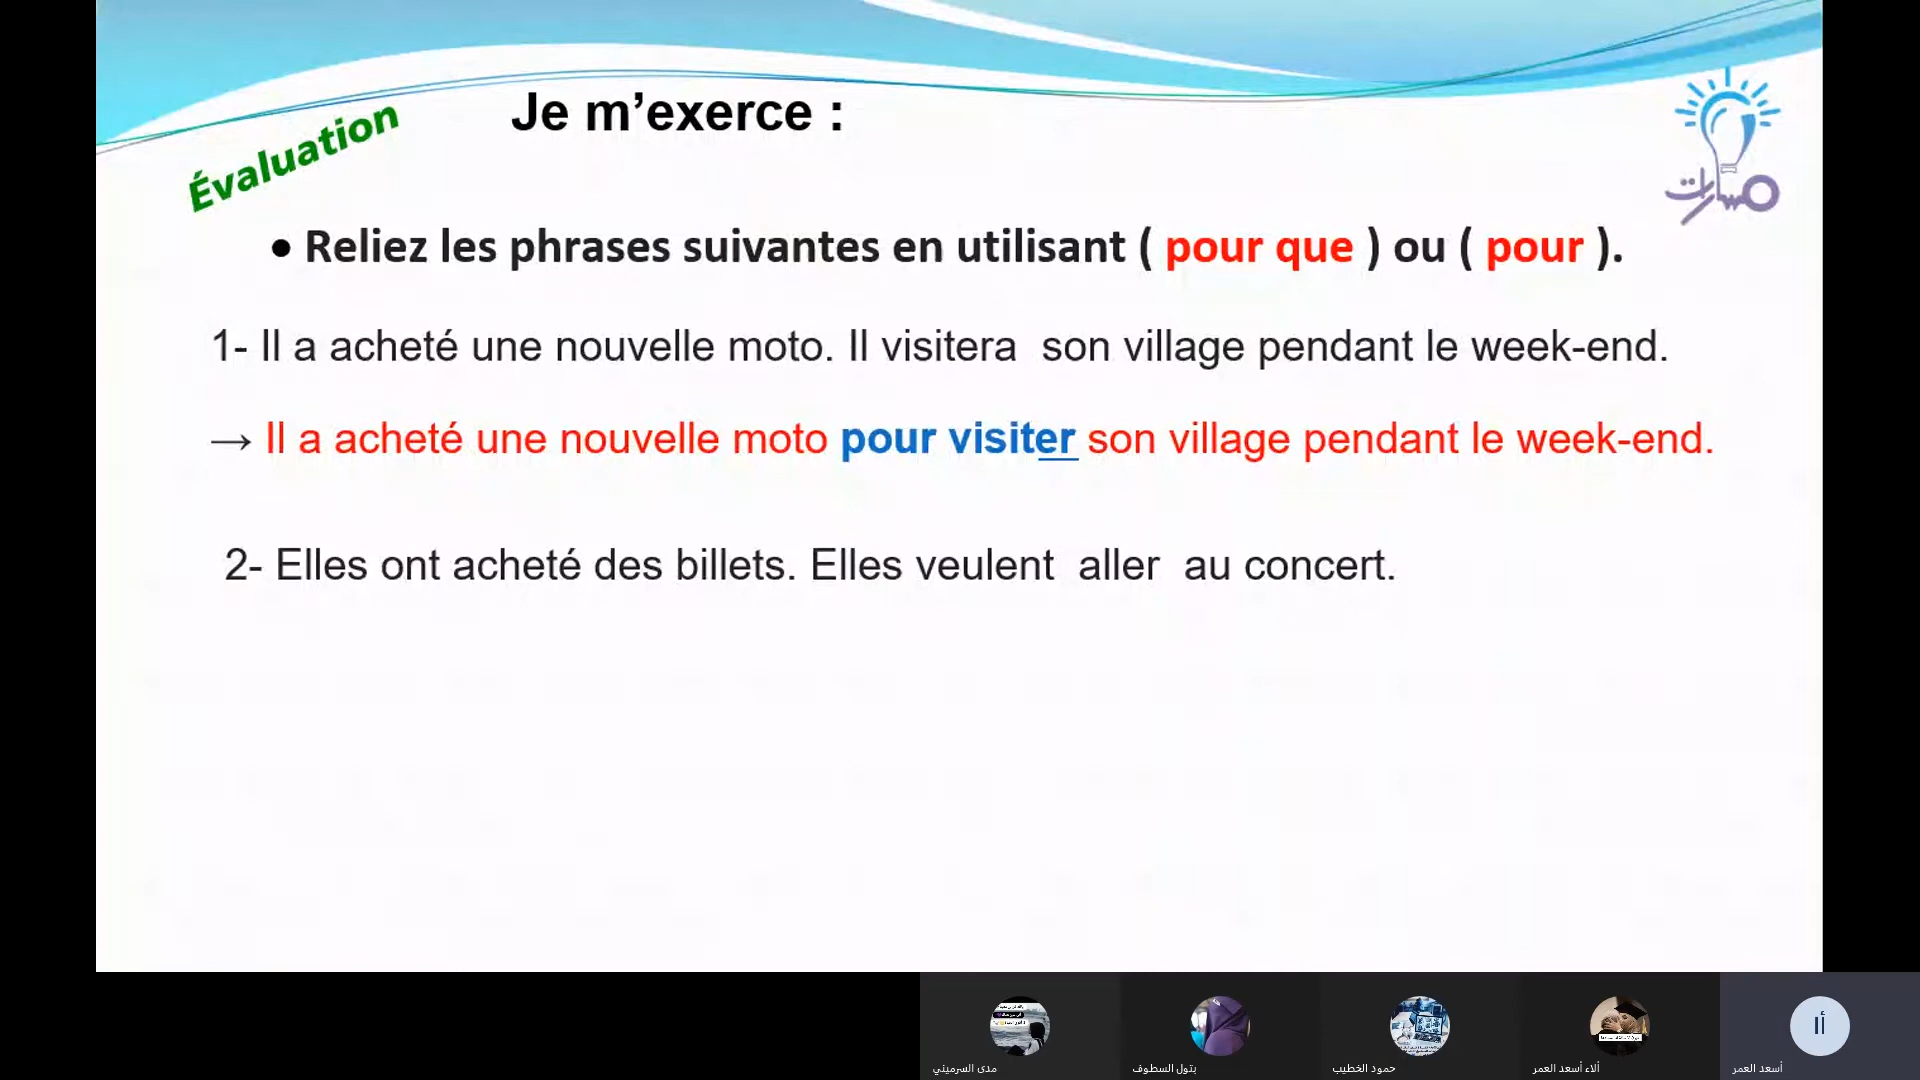 Évaluation
Je m’exerce :
مسارات
• Reliez les phrases suivantes en utilisant ( pour que ) ou ( pour ).
1- Il a acheté une nouvelle moto. Il visitera son village pendant le week-end.
→ Il a acheté une nouvelle moto pour visiter son village pendant le week-end.
2- Elles ont acheté des billets. Elles veulent aller au concert.
أا
مدى السرميني
بتول السطوف
حمود الخطيب
ألاء أسعد العمر
أسعد العمر